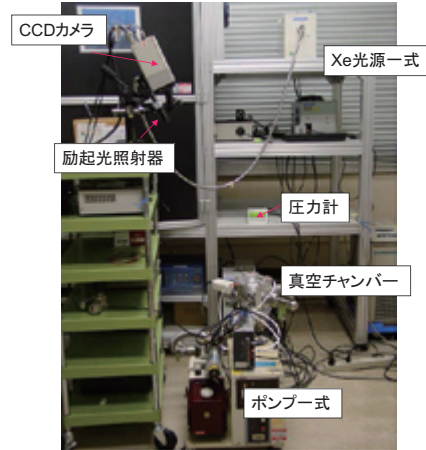 CCDカメラ
Xe光源一式
励起光照射器
圧力計
真空チャンバー
ポンプ一式